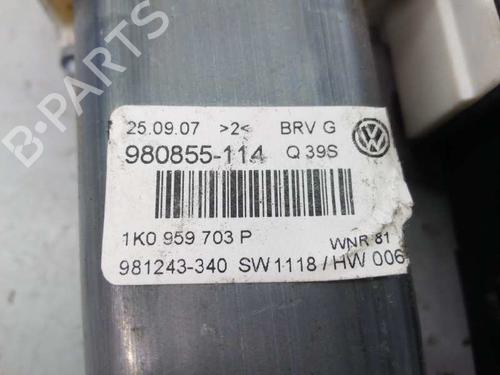 25.09.07 >2< BRV G
980855-114 Q 39S
1K0 959 703 P
WNR 81
981243-340 SW1118 / HW 006
B-PARTS